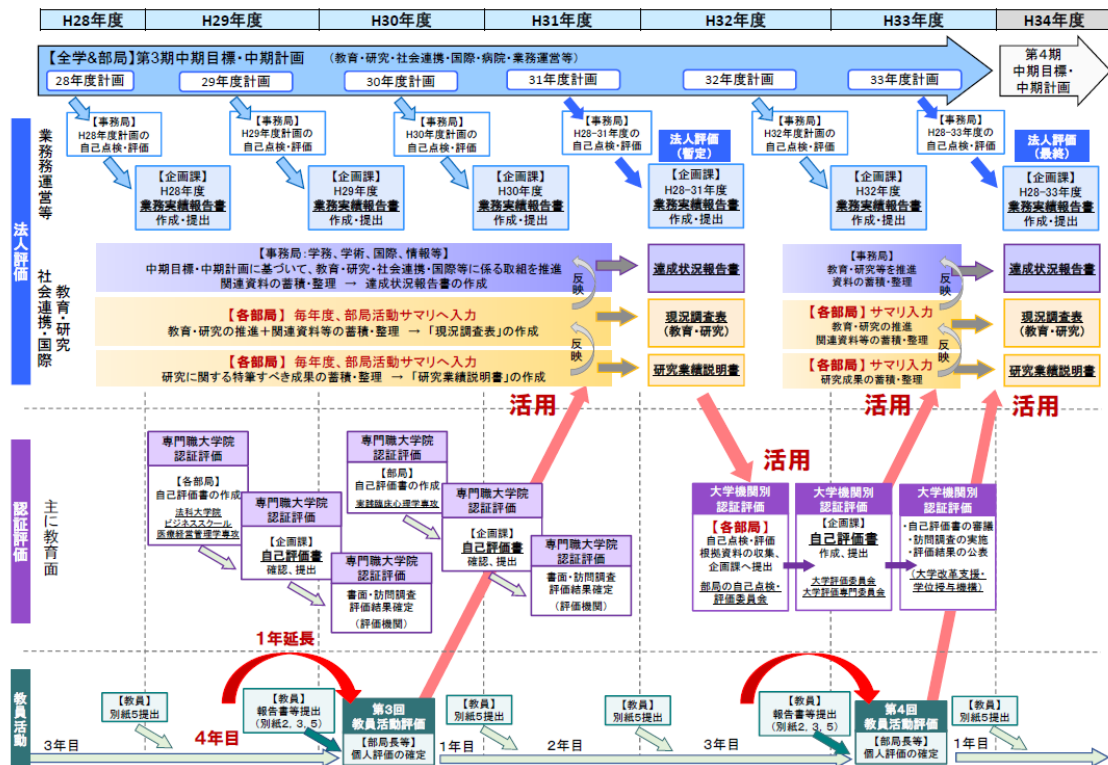 H28年度 H29年度 H30年度 H31年度 H32年度 H33年度 H34年度
【全学&部局】第3期中期目標・中期計画 (教育・研究・社会連携・国際・病院・業務運営等)
28年度計画 29年度計画 30年度計画 31年度計画 32年度計画 33年度計画
第4期
中期目標・
中期計画
法人評価
業務運営等
【事務局】
H28年度計画の
自己点検・評価
【事務局】
H29年度計画の
自己点検・評価
【事務局】
H30年度計画の
自己点検・評価
【事務局】
H28-31年度の
自己点検・評価
法人評価
(暫定)
【事務局】
H32年度計画の
自己点検・評価
【事務局】
H28-33年度の
自己点検・評価
法人評価
(最終)
【企画課】
H28年度
業務実績報告書
作成・提出
【企画課】
H29年度
業務実績報告書
作成・提出
【企画課】
H30年度
業務実績報告書
作成・提出
【企画課】
H28-31年度
業務実績報告書
作成・提出
【企画課】
H32年度
業務実績報告書
作成・提出
【企画課】
H28-33年度
業務実績報告書
作成・提出
教育・研究
社会連携・国際
【事務局:学務、学術、国際、情報等】
中期目標・中期計画に基づいて、教育・研究・社会連携・国際等に係る取組を推進
関連資料の蓄積・整理 → 達成状況報告書の作成
反映
達成状況報告書
【事務局】
教育・研究等を推進
資料の蓄積・整理
反映
達成状況報告書
【各部局】 毎年度、部局活動サマリへ入力
教育・研究の推進+関連資料等の蓄積・整理 → 「現況調査表」の作成
反映
現況調査表
(教育・研究)
【各部局】サマリ入力
教育・研究の推進
関連資料等の蓄積・整理
反映
現況調査表
(教育・研究)
【各部局】 毎年度、部局活動サマリへ入力
研究に関する特筆すべき成果の蓄積・整理 → 「研究業績説明書」の作成
研究業績説明書
【各部局】サマリ入力
研究成果の蓄積・整理
研究業績説明書
活用
活用
活用
活用
認証評価
主に教育面
専門職大学院
認証評価
【各部局】
自己評価書の作成
法科大学院
ビジネススクール
医療経営管理学専攻
専門職大学院
認証評価
【企画課】
自己評価書
確認、提出
専門職大学院
認証評価
書面・訪問調査
評価結果確定
(評価機関)
専門職大学院
認証評価
【部局】
自己評価書の作成
実践臨床心理学専攻
専門職大学院
認証評価
【企画課】
自己評価書
確認、提出
専門職大学院
認証評価
書面・訪問調査
評価結果確定
(評価機関)
大学機関別
認証評価
【各部局】
自己点検・評価
根拠資料の収集、
企画課へ提出
部局の自己点検・
評価委員会
大学機関別
認証評価
【企画課】
自己評価書
作成、提出
大学評価委員会
大学評価専門委員会
大学機関別
認証評価
・自己評価書の審議
・訪問調査の実施
・評価結果の公表
(大学改革支援・
学位授与機構)
教員活動
1年延長
【教員】
別紙5提出
4年目
【教員】
報告書等提出
(別紙2, 3, 5)
第3回
教員活動評価
【部局長等】
個人評価の確定
【教員】
別紙5提出
【教員】
別紙5提出
【教員】
報告書等提出
(別紙2, 3, 5)
第4回
教員活動評価
【部局長等】
個人評価の確定
【教員】
別紙5提出
3年目
1年目
2年目
3年目
1年目